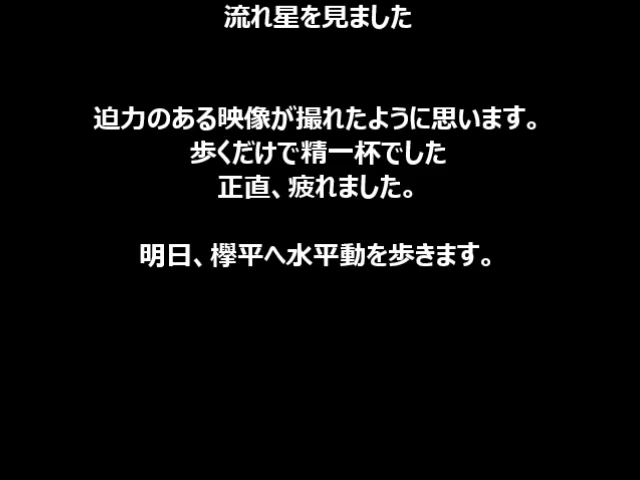 流れ星を見ました
迫力のある映像が撮れたように思います。
歩くだけで精一杯でした
正直、疲れました。
明日、欅平へ水平動を歩きます。